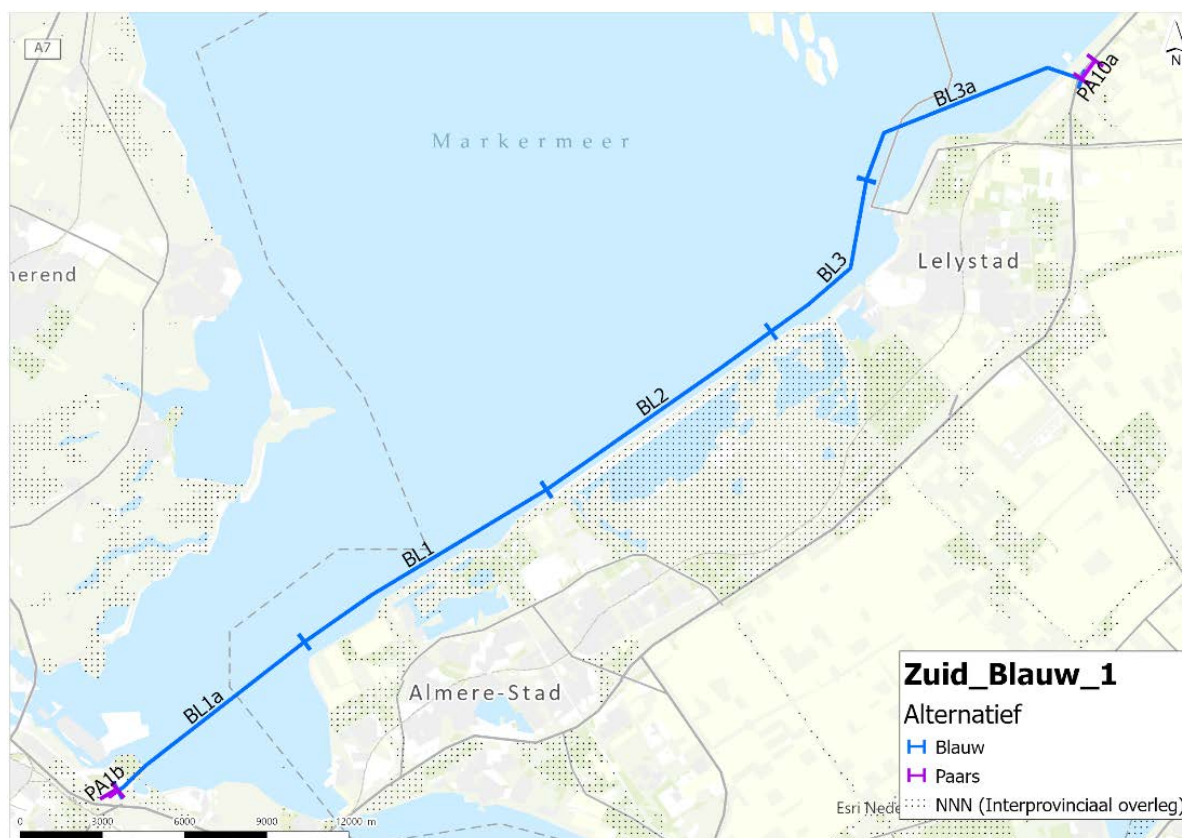 A7
N
PA10a
BL3a
Markermeer
Lelystad
nerend
BL3
BL2
BL1
Almere-Stad
BL1a
PA1b
Zuid_Blauw_1
Alternatief
Blauw
Paars
NNN (Interprovinciaal overleg)
Esri Nede
0 3000 6000 9000 12000 m